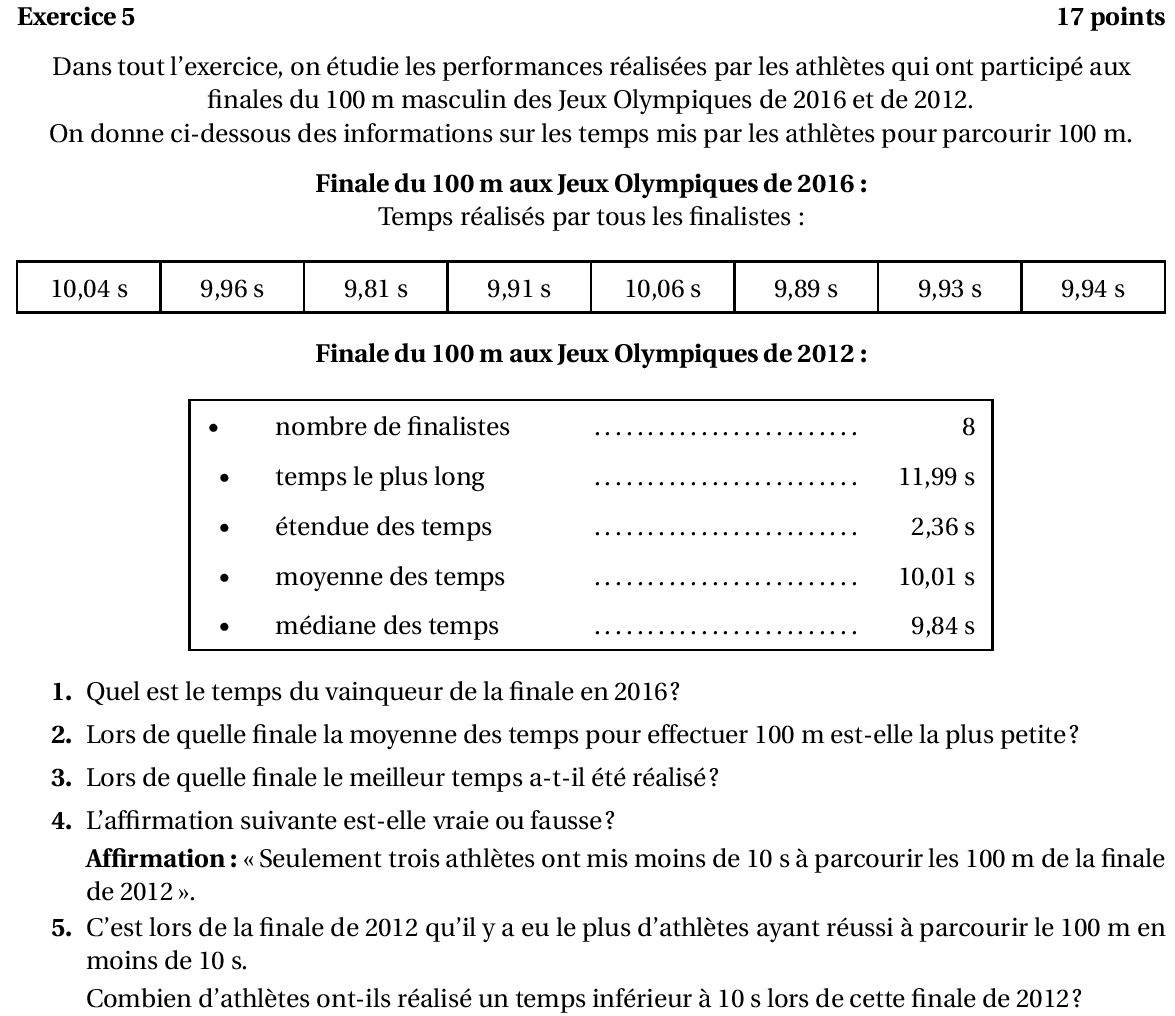 Exercice 5 17 points
Dans tout l'exercice, on étudie les performances réalisées par les athlètes qui ont participé aux
finales du 100 m masculin des Jeux Olympiques de 2016 et de 2012.
On donne ci-dessous des informations sur les temps mis par les athlètes pour parcourir 100 m.
Finale du 100 m aux Jeux Olympiques de 2016 :
Temps réalisés par tous les finalistes :
10,04 s 9,96 s 9,81 s 9,91 s 10,06 s 9,89 s 9,93 s 9,94 s
Finale du 100 m aux Jeux Olympiques de 2012 :
• nombre de finalistes ......................... 8
• temps le plus long ......................... 11,99 s
• étendue des temps ......................... 2,36 s
• moyenne des temps ......................... 10,01 s
• médiane des temps ......................... 9,84 s
1. Quel est le temps du vainqueur de la finale en 2016 ?
2. Lors de quelle finale la moyenne des temps pour effectuer 100 m est-elle la plus petite ?
3. Lors de quelle finale le meilleur temps a-t-il été réalisé ?
4. L'affirmation suivante est-elle vraie ou fausse ?
Affirmation : « Seulement trois athlètes ont mis moins de 10 s à parcourir les 100 m de la finale
de 2012 ».
5. C'est lors de la finale de 2012 qu'il y a eu le plus d'athlètes ayant réussi à parcourir le 100 m en
moins de 10 s.
Combien d'athlètes ont-ils réalisé un temps inférieur à 10 s lors de cette finale de 2012 ?